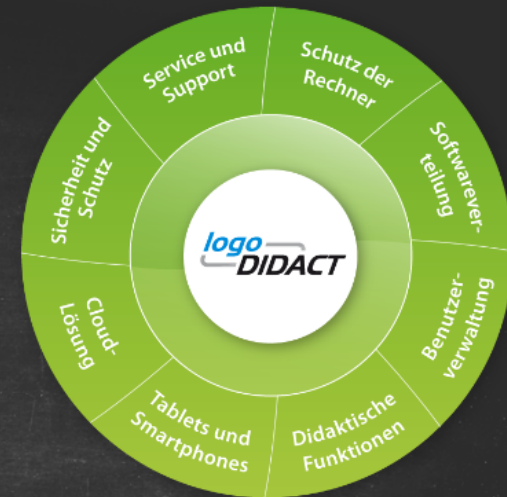 Service und
Support
Schutz der
Rechner
Softwarever-
teilung
Benutzer-
verwaltung
Didaktische
Funktionen
Tablets und
Smartphones
Cloud-
Lösung
Sicherheit und
Schutz
logo
DIDACT